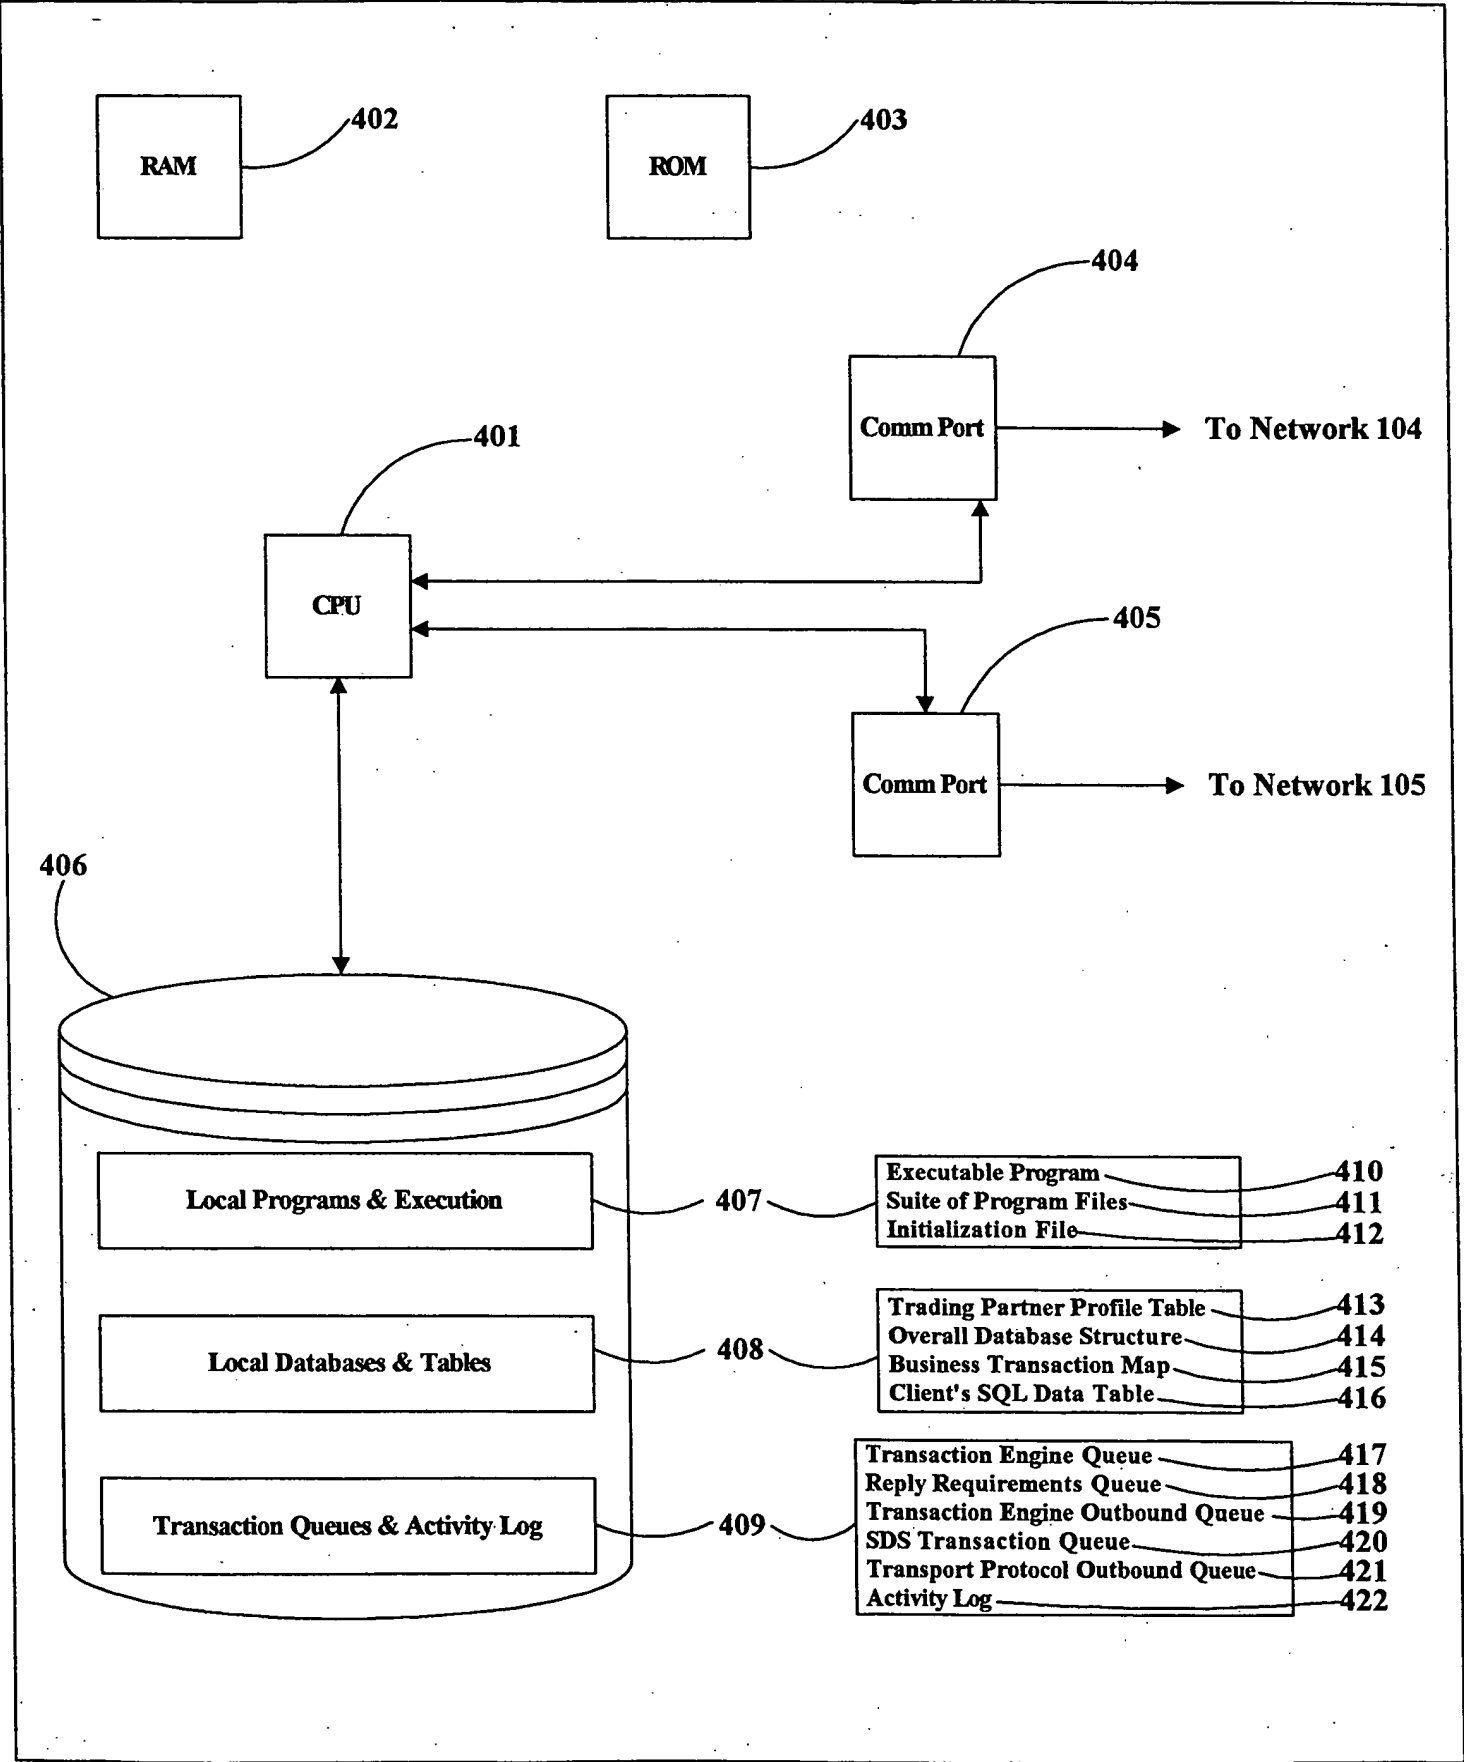 402
403
RAM
ROM
404
Comm Port
To Network 104
401
CPU
405
Comm Port
To Network 105
406
Local Programs & Execution
407
Executable Program 410
Suite of Program Files 411
Initialization File 412
Local Databases & Tables
408
Trading Partner Profile Table 413
Overall Database Structure 414
Business Transaction Map 415
Client's SQL Data Table 416
Transaction Queues & Activity Log
409
Transaction Engine Queue 417
Reply Requirements Queue 418
Transaction Engine Outbound Queue 419
SDS Transaction Queue 420
Transport Protocol Outbound Queue 421
Activity Log 422